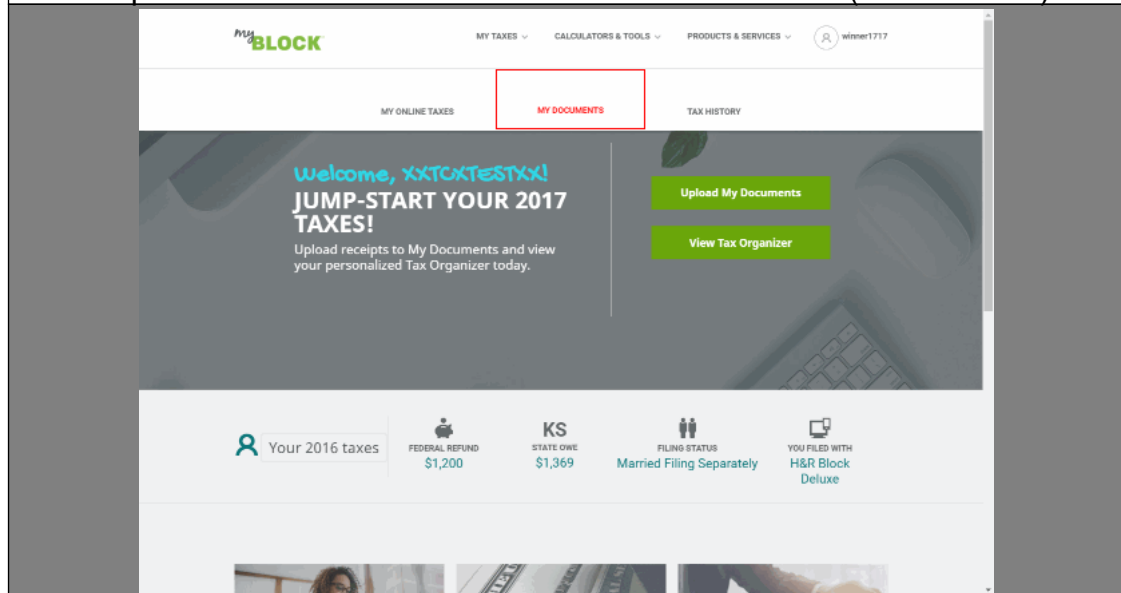 my BLOCK
MY TAXES
CALCULATORS & TOOLS
PRODUCTS & SERVICES
winner1717
MY ONLINE TAXES
MY DOCUMENTS
TAX HISTORY
Welcome, XXTCXTESTXX!
JUMP-START YOUR 2017
TAXES!
Upload receipts to My Documents and view
your personalized Tax Organizer today.
Upload My Documents
View Tax Organizer
Your 2016 taxes
FEDERAL REFUND
$1,200
KS
STATE OWE
$1,369
FILING STATUS
Married Filing Separately
YOU FILED WITH
H&R Block
Deluxe